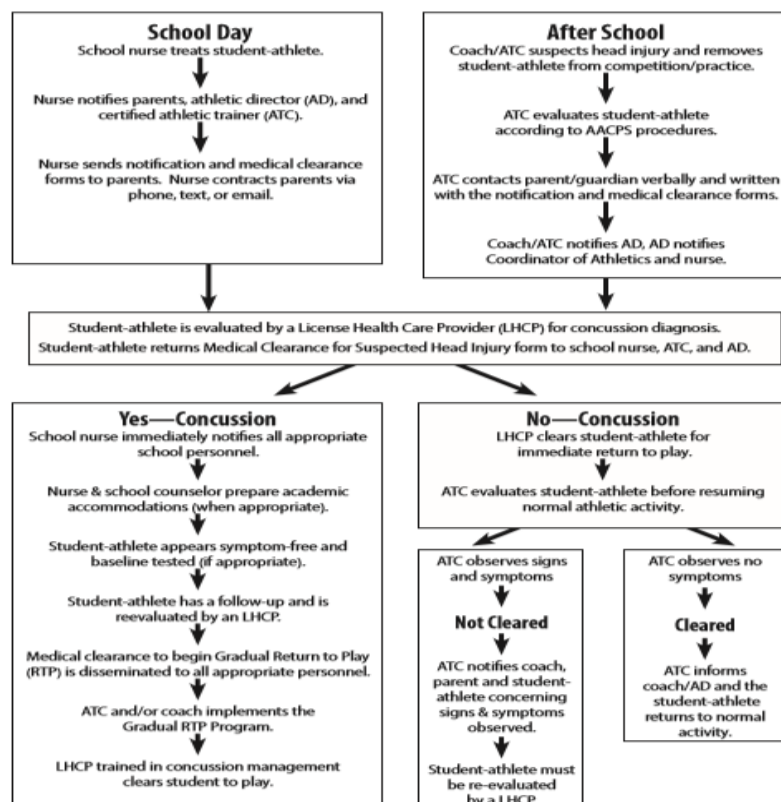 School Day
School nurse treats student-athlete.
Nurse notifies parents, athletic director (AD), and
certified athletic trainer (ATC).
Nurse sends notification and medical clearance
forms to parents. Nurse contracts parents via
phone, text, or email.
After School
Coach/ATC suspects head injury and removes
student-athlete from competition/practice.
ATC evaluates student-athlete
according to AACPS procedures.
ATC contacts parent/guardian verbally and written
with the notification and medical clearance forms.
Coach/ATC notifies AD, AD notifies
Coordinator of Athletics and nurse.
Student-athlete is evaluated by a License Health Care Provider (LHCP) for concussion diagnosis.
Student-athlete returns Medical Clearance for Suspected Head Injury form to school nurse, ATC, and AD.
Yes—Concussion
School nurse immediately notifies all appropriate
school personnel.
Nurse & school counselor prepare academic
accommodations (when appropriate).
Student-athlete appears symptom-free and
baseline tested (if appropriate).
Student-athlete has a follow-up and is
reevaluated by an LHCP.
Medical clearance to begin Gradual Return to Play
(RTP) is disseminated to all appropriate personnel.
ATC and/or coach implements the
Gradual RTP Program.
LHCP trained in concussion management
clears student to play.
No—Concussion
LHCP clears student-athlete for
immediate return to play.
ATC evaluates student-athlete before resuming
normal athletic activity.
ATC observes signs
and symptoms
Not Cleared
ATC notifies coach,
parent and student-
athlete concerning
signs & symptoms
observed.
Student-athlete must
be re-evaluated
by a LHCP.
ATC observes no
symptoms
Cleared
ATC informs
coach/AD and the
student-athlete
returns to normal
activity.